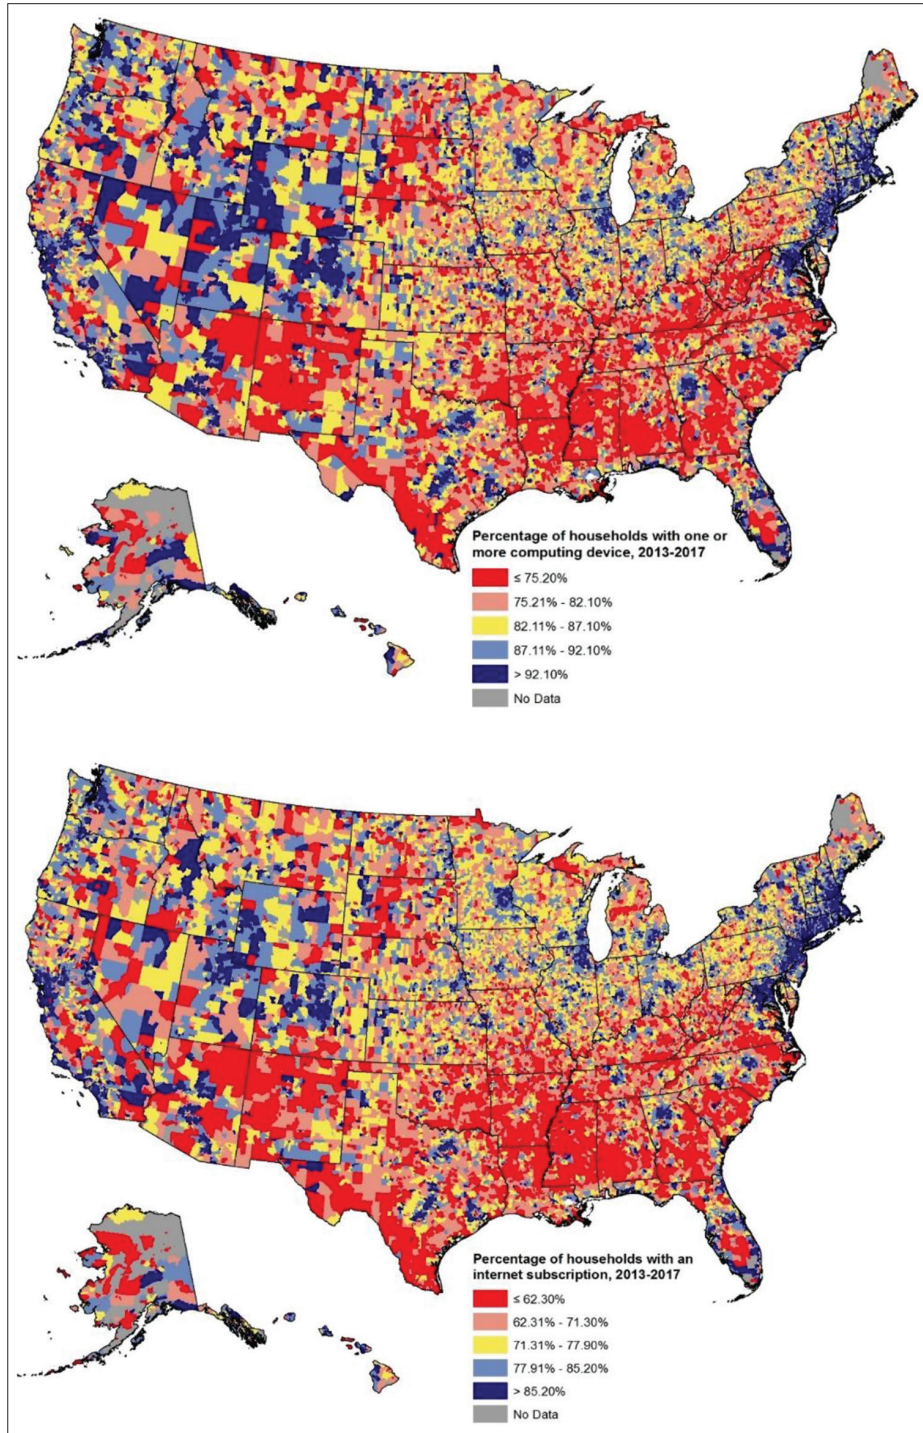 Percentage of households with one or
more computing device, 2013-2017
≤ 75.20%
75.21% - 82.10%
82.11% - 87.10%
87.11% - 92.10%
> 92.10%
No Data
Percentage of households with an
internet subscription, 2013-2017
≤ 62.30%
62.31% - 71.30%
71.31% - 77.90%
77.91% - 85.20%
> 85.20%
No Data